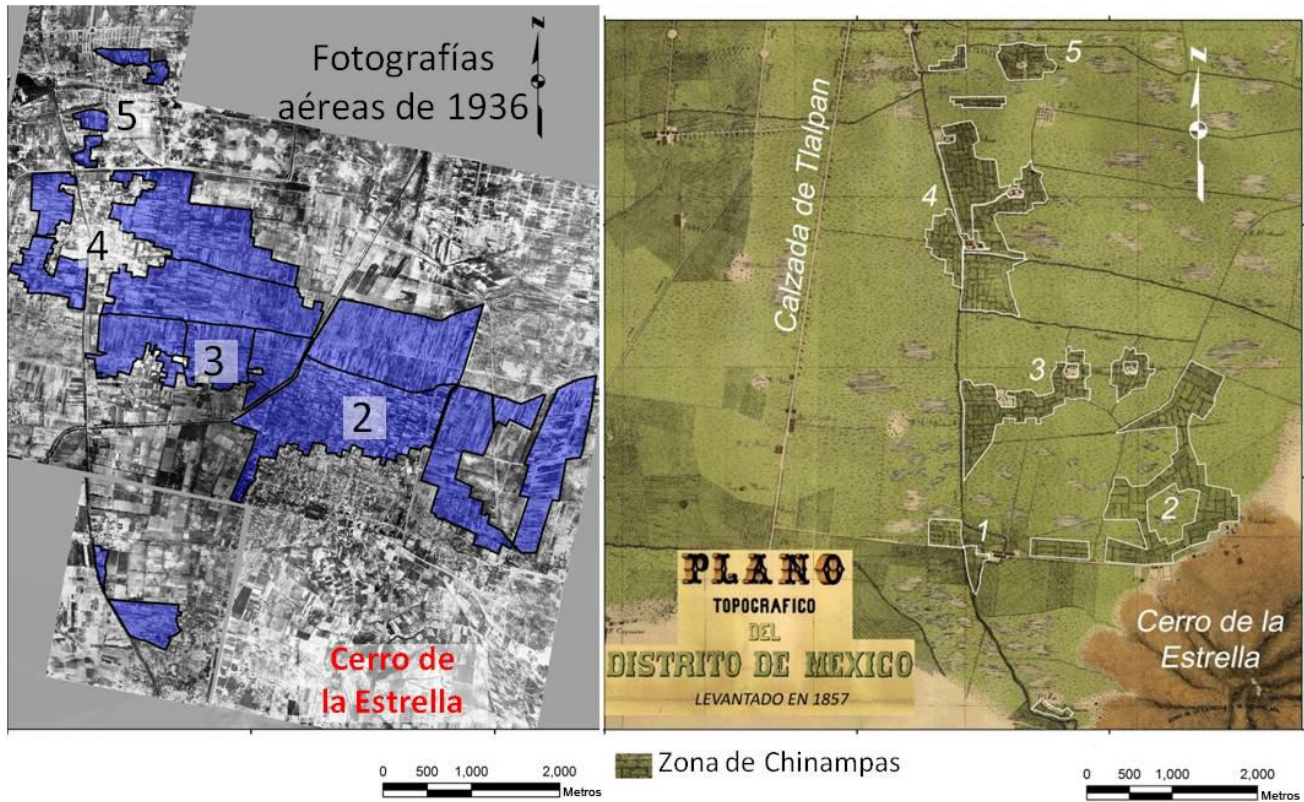 Fotografías
aéreas de 1936
N
5
4
3
2
Cerro de
la Estrella
0 500 1,000 2,000
Metros
N
5
4
Calzada de Tlalpan
3
2
1
PLANO
TOPOGRAFICO
DEL
DISTRITO DE MEXICO
LEVANTADO EN 1857
Cerro de la
Estrella
Zona de Chinampas
0 500 1,000 2,000
Metros